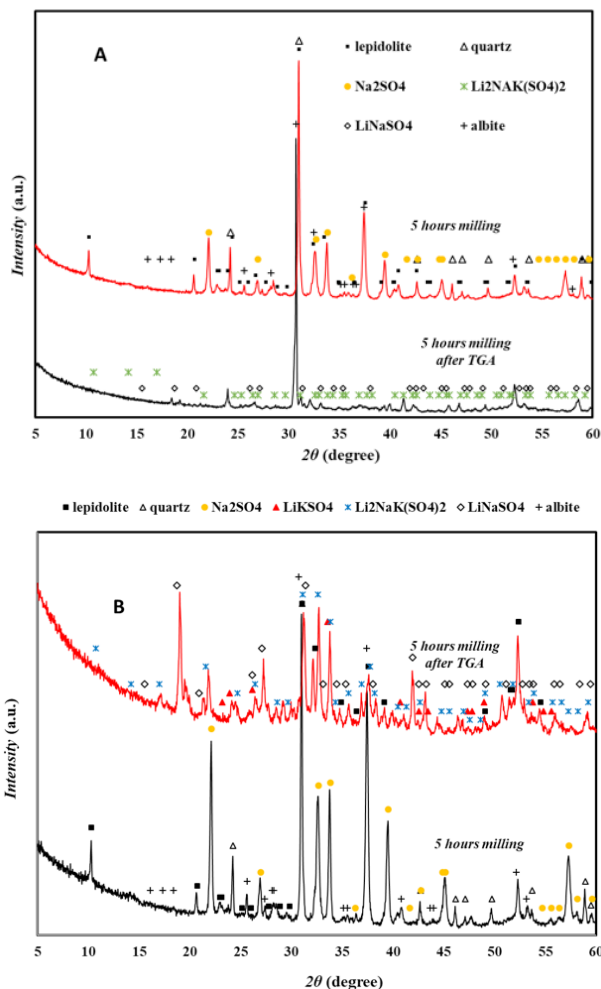 A
lepidolite
quartz
Na2SO4
Li2NAK(SO4)2
LiNaSO4
albite
5 hours milling
5 hours milling
after TGA
Intensity (a.u.)
5 10 15 20 25 30 35 40 45 50 55 60
2θ (degree)
lepidolite quartz Na2SO4 LiKSO4 Li2NaK(SO4)2 LiNaSO4 albite
B
5 hours milling
after TGA
5 hours milling
Intensity (a.u.)
5 10 15 20 25 30 35 40 45 50 55 60
2θ (degree)